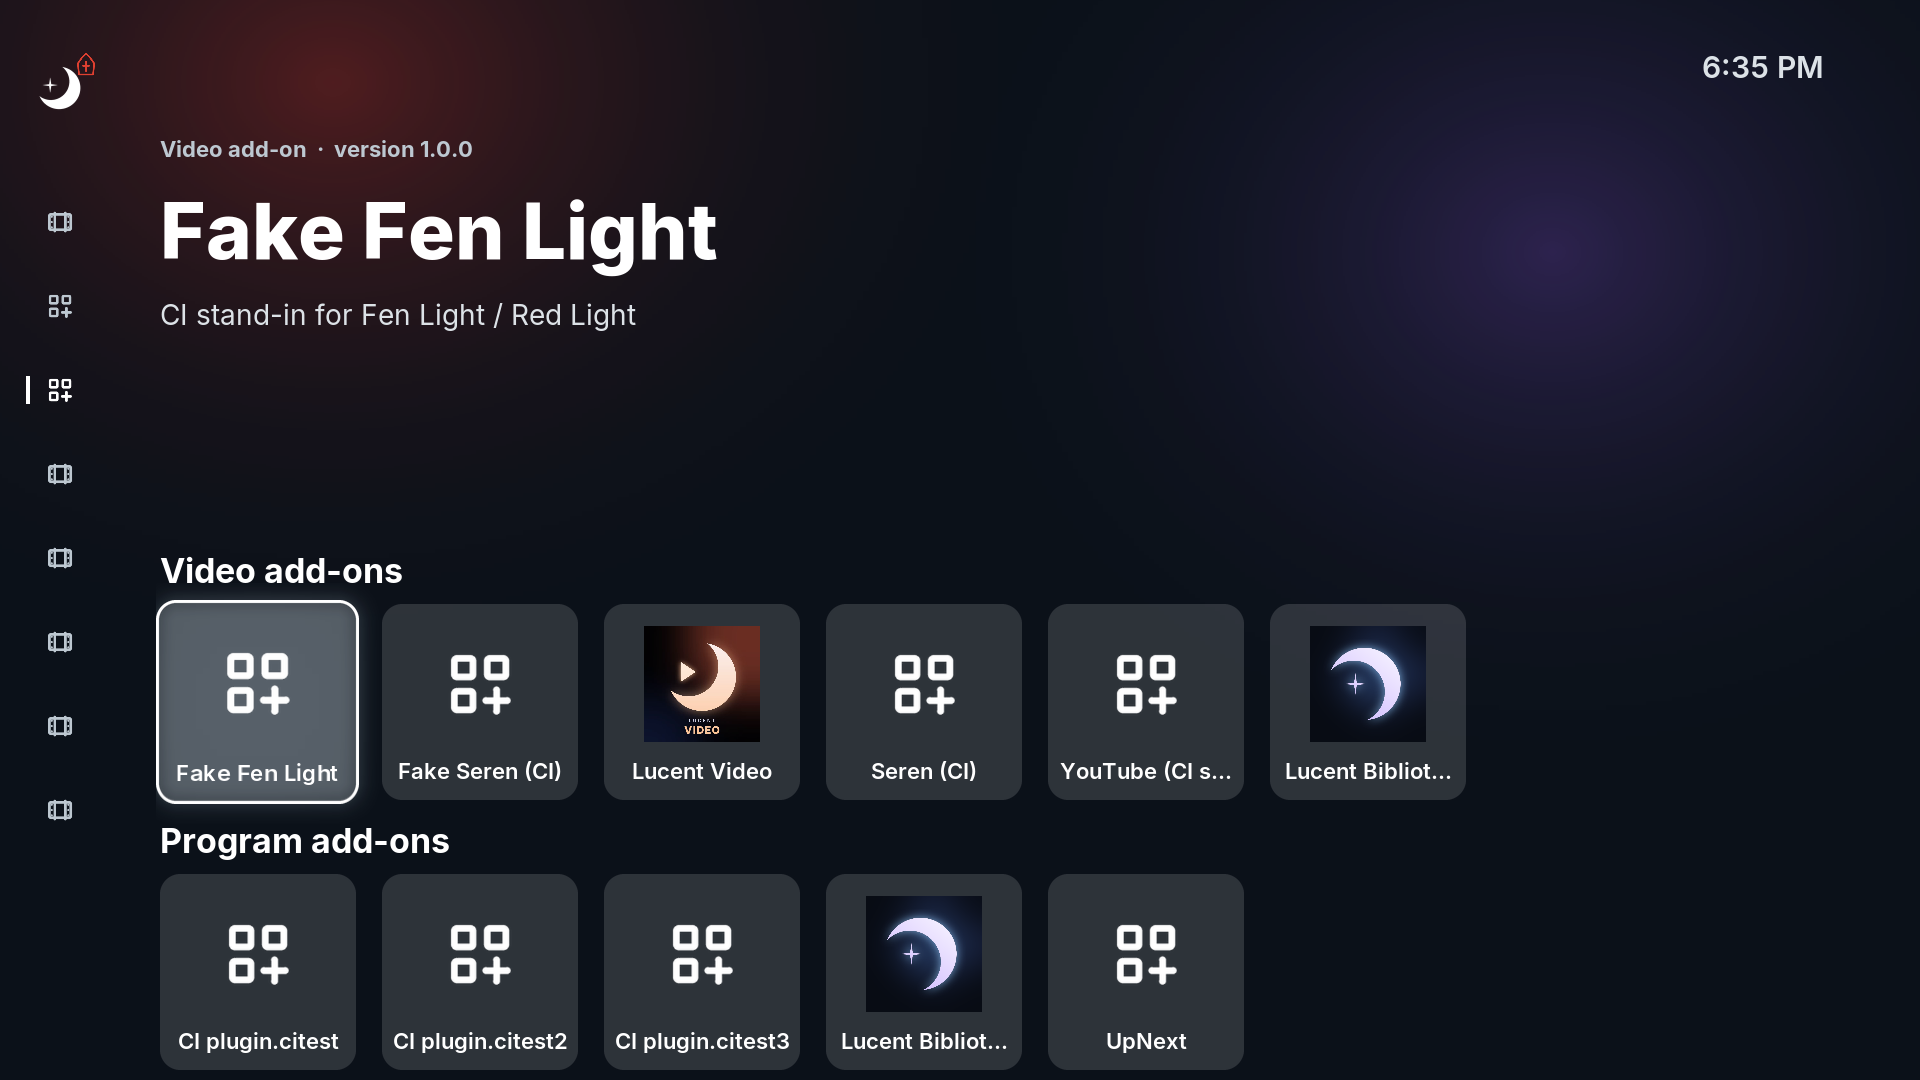 6:35 PM
Video add-on · version 1.0.0
Fake Fen Light
CI stand-in for Fen Light / Red Light
Video add-ons
Fake Fen Light
Fake Seren (CI)
LUCENT
VIDEO
Lucent Video
Seren (CI)
YouTube (CI s...
Lucent Bibliot...
Program add-ons
CI plugin.citest
CI plugin.citest2
CI plugin.citest3
Lucent Bibliot...
UpNext